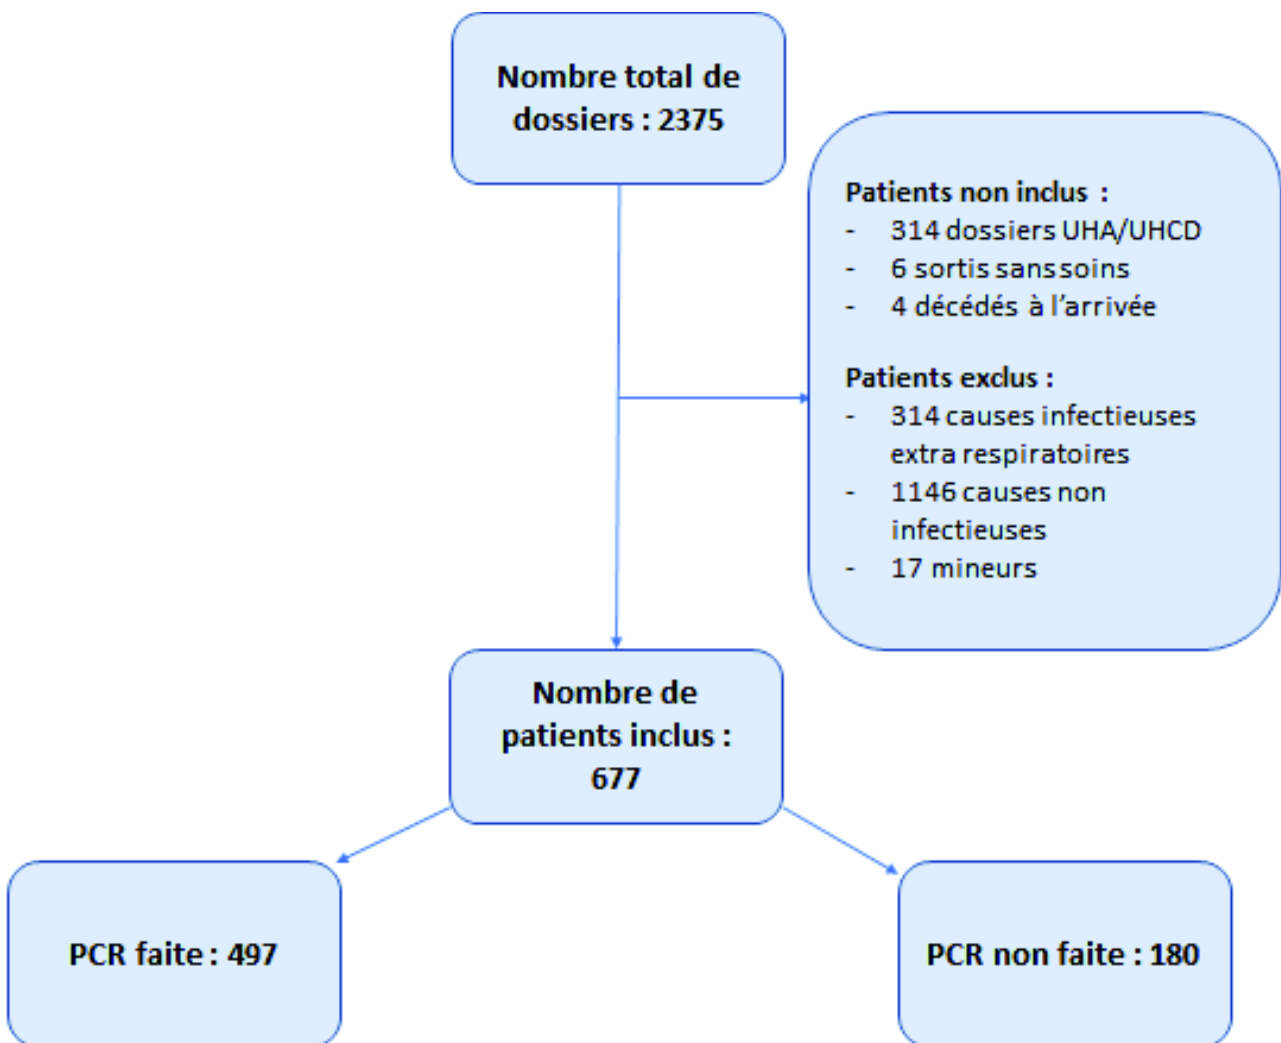 Nombre total de
dossiers : 2375
Patients non inclus :
- 314 dossiers UHA/UHCD
- 6 sortis sans soins
- 4 décédés à l’arrivée
Patients exclus :
- 314 causes infectieuses
extra respiratoires
- 1146 causes non
infectieuses
- 17 mineurs
Nombre de
patients inclus :
677
PCR faite : 497
PCR non faite : 180